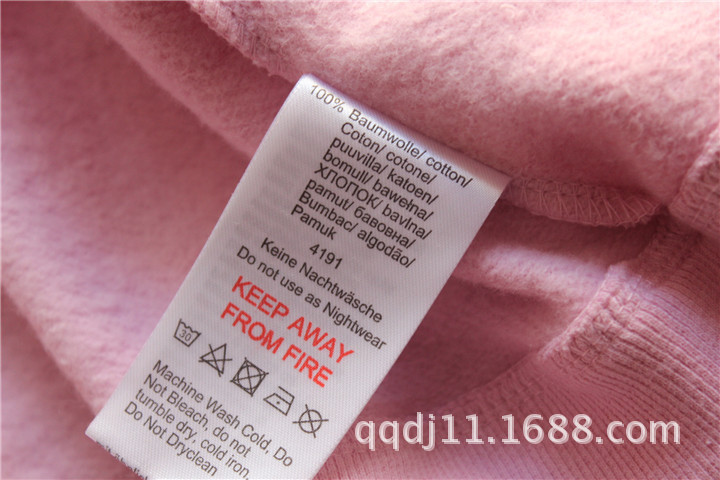 100% Baumwolle/ cotton/
Coton/ cotone/
puuvilla/ katoen/
bomull/ bawełna/
ХЛОПОК/ bavlna/
pamut/ бавовна/
Bumbac/ algodão/
Pamuk
4191
Keine Nachtwäsche
Do not use as Nightwear
KEEP AWAY
FROM FIRE
30
Machine Wash Cold, Do
Not Bleach, do not
tumble dry. cold iron,
Do Not Dryclean
qqdj11.1688.com